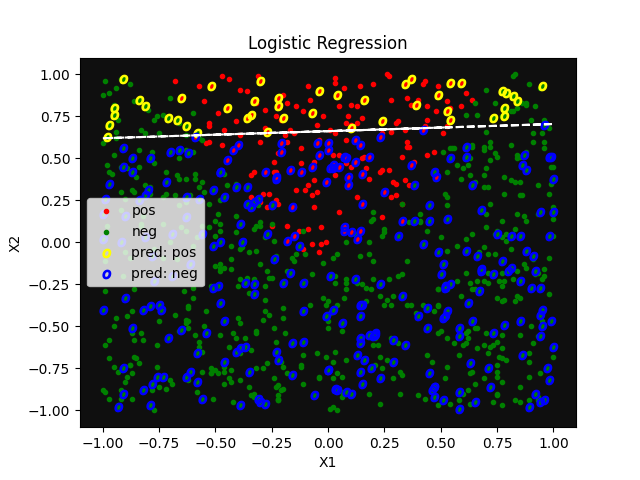 Logistic Regression
1.00
0.75
0.50
0.25
0.00
−0.25
−0.50
−0.75
−1.00
X2
pos
neg
pred: pos
pred: neg
−1.00 −0.75 −0.50 −0.25 0.00 0.25 0.50 0.75 1.00
X1